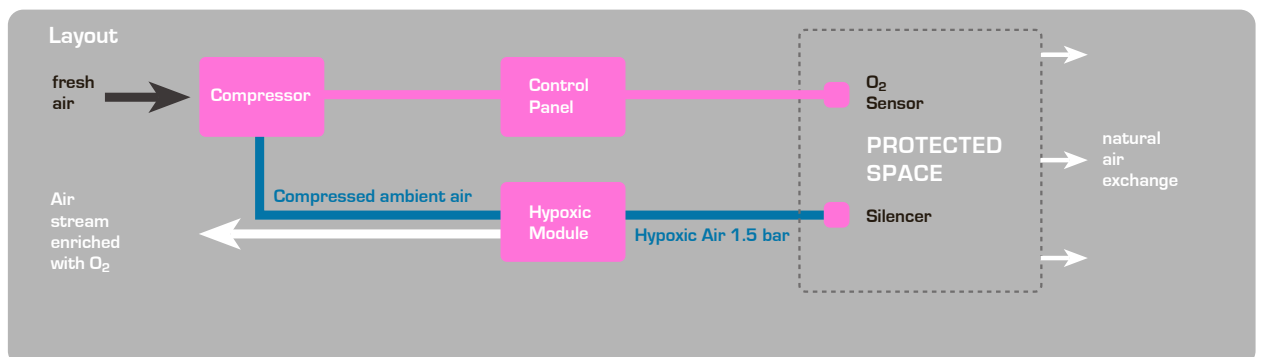 Layout
fresh
air
Compressor
Control
Panel
O₂
Sensor
PROTECTED
SPACE
natural
air
exchange
Air
stream
enriched
with O₂
Compressed ambient air
Hypoxic
Module
Hypoxic Air 1.5 bar
Silencer